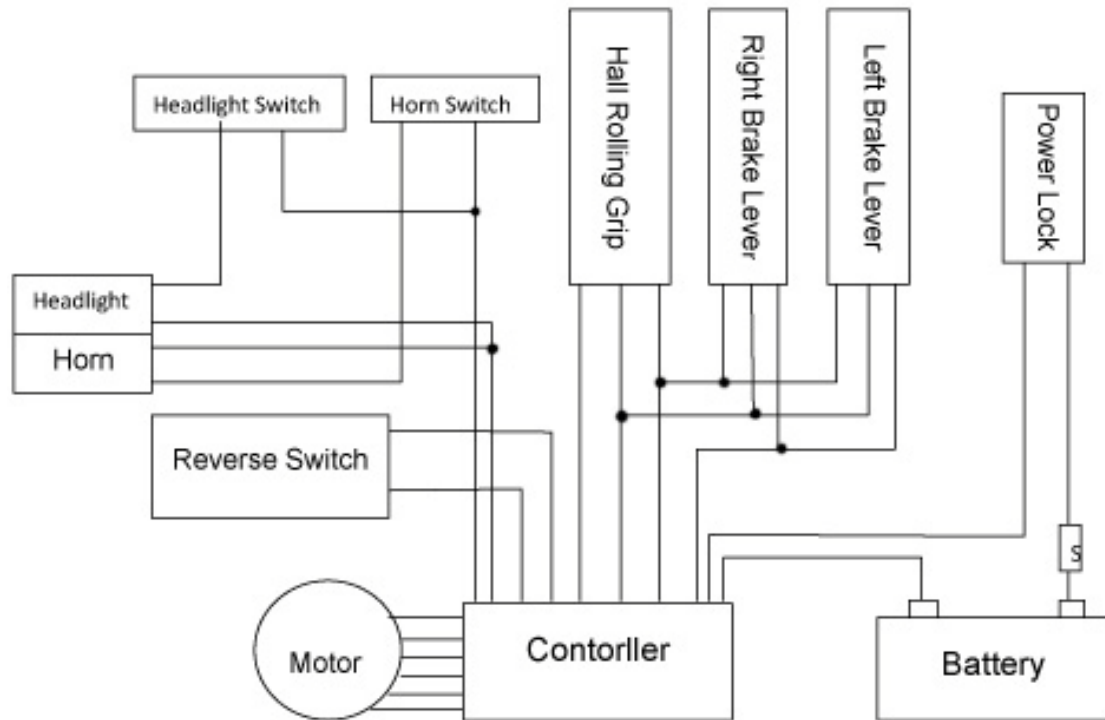 Headlight Switch
Horn Switch
Hall Rolling Grip
Right Brake Lever
Left Brake Lever
Power Lock
Headlight
Horn
Reverse Switch
S
Motor
Contorller
Battery